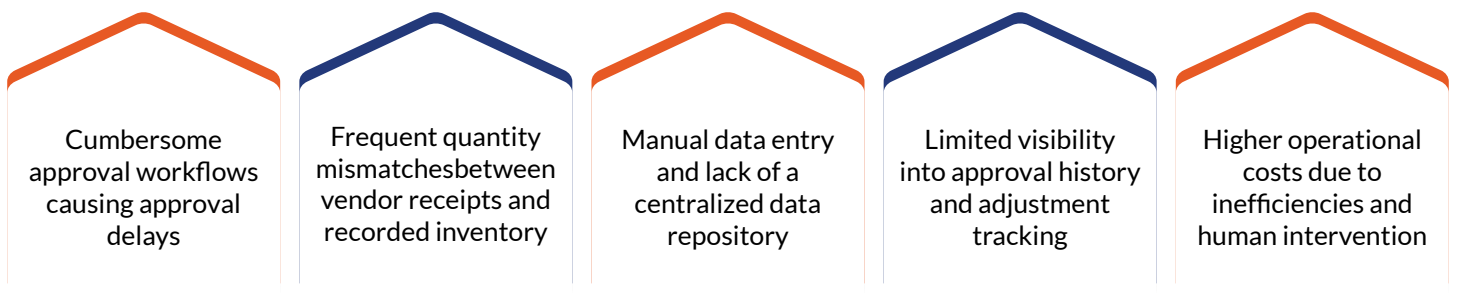 Cumbersome
approval workflows
causing approval
delays
Frequent quantity
mismatchesbetween
vendor receipts and
recorded inventory
Manual data entry
and lack of a
centralized data
repository
Limited visibility
into approval history
and adjustment
tracking
Higher operational
costs due to
inefficiencies and
human intervention